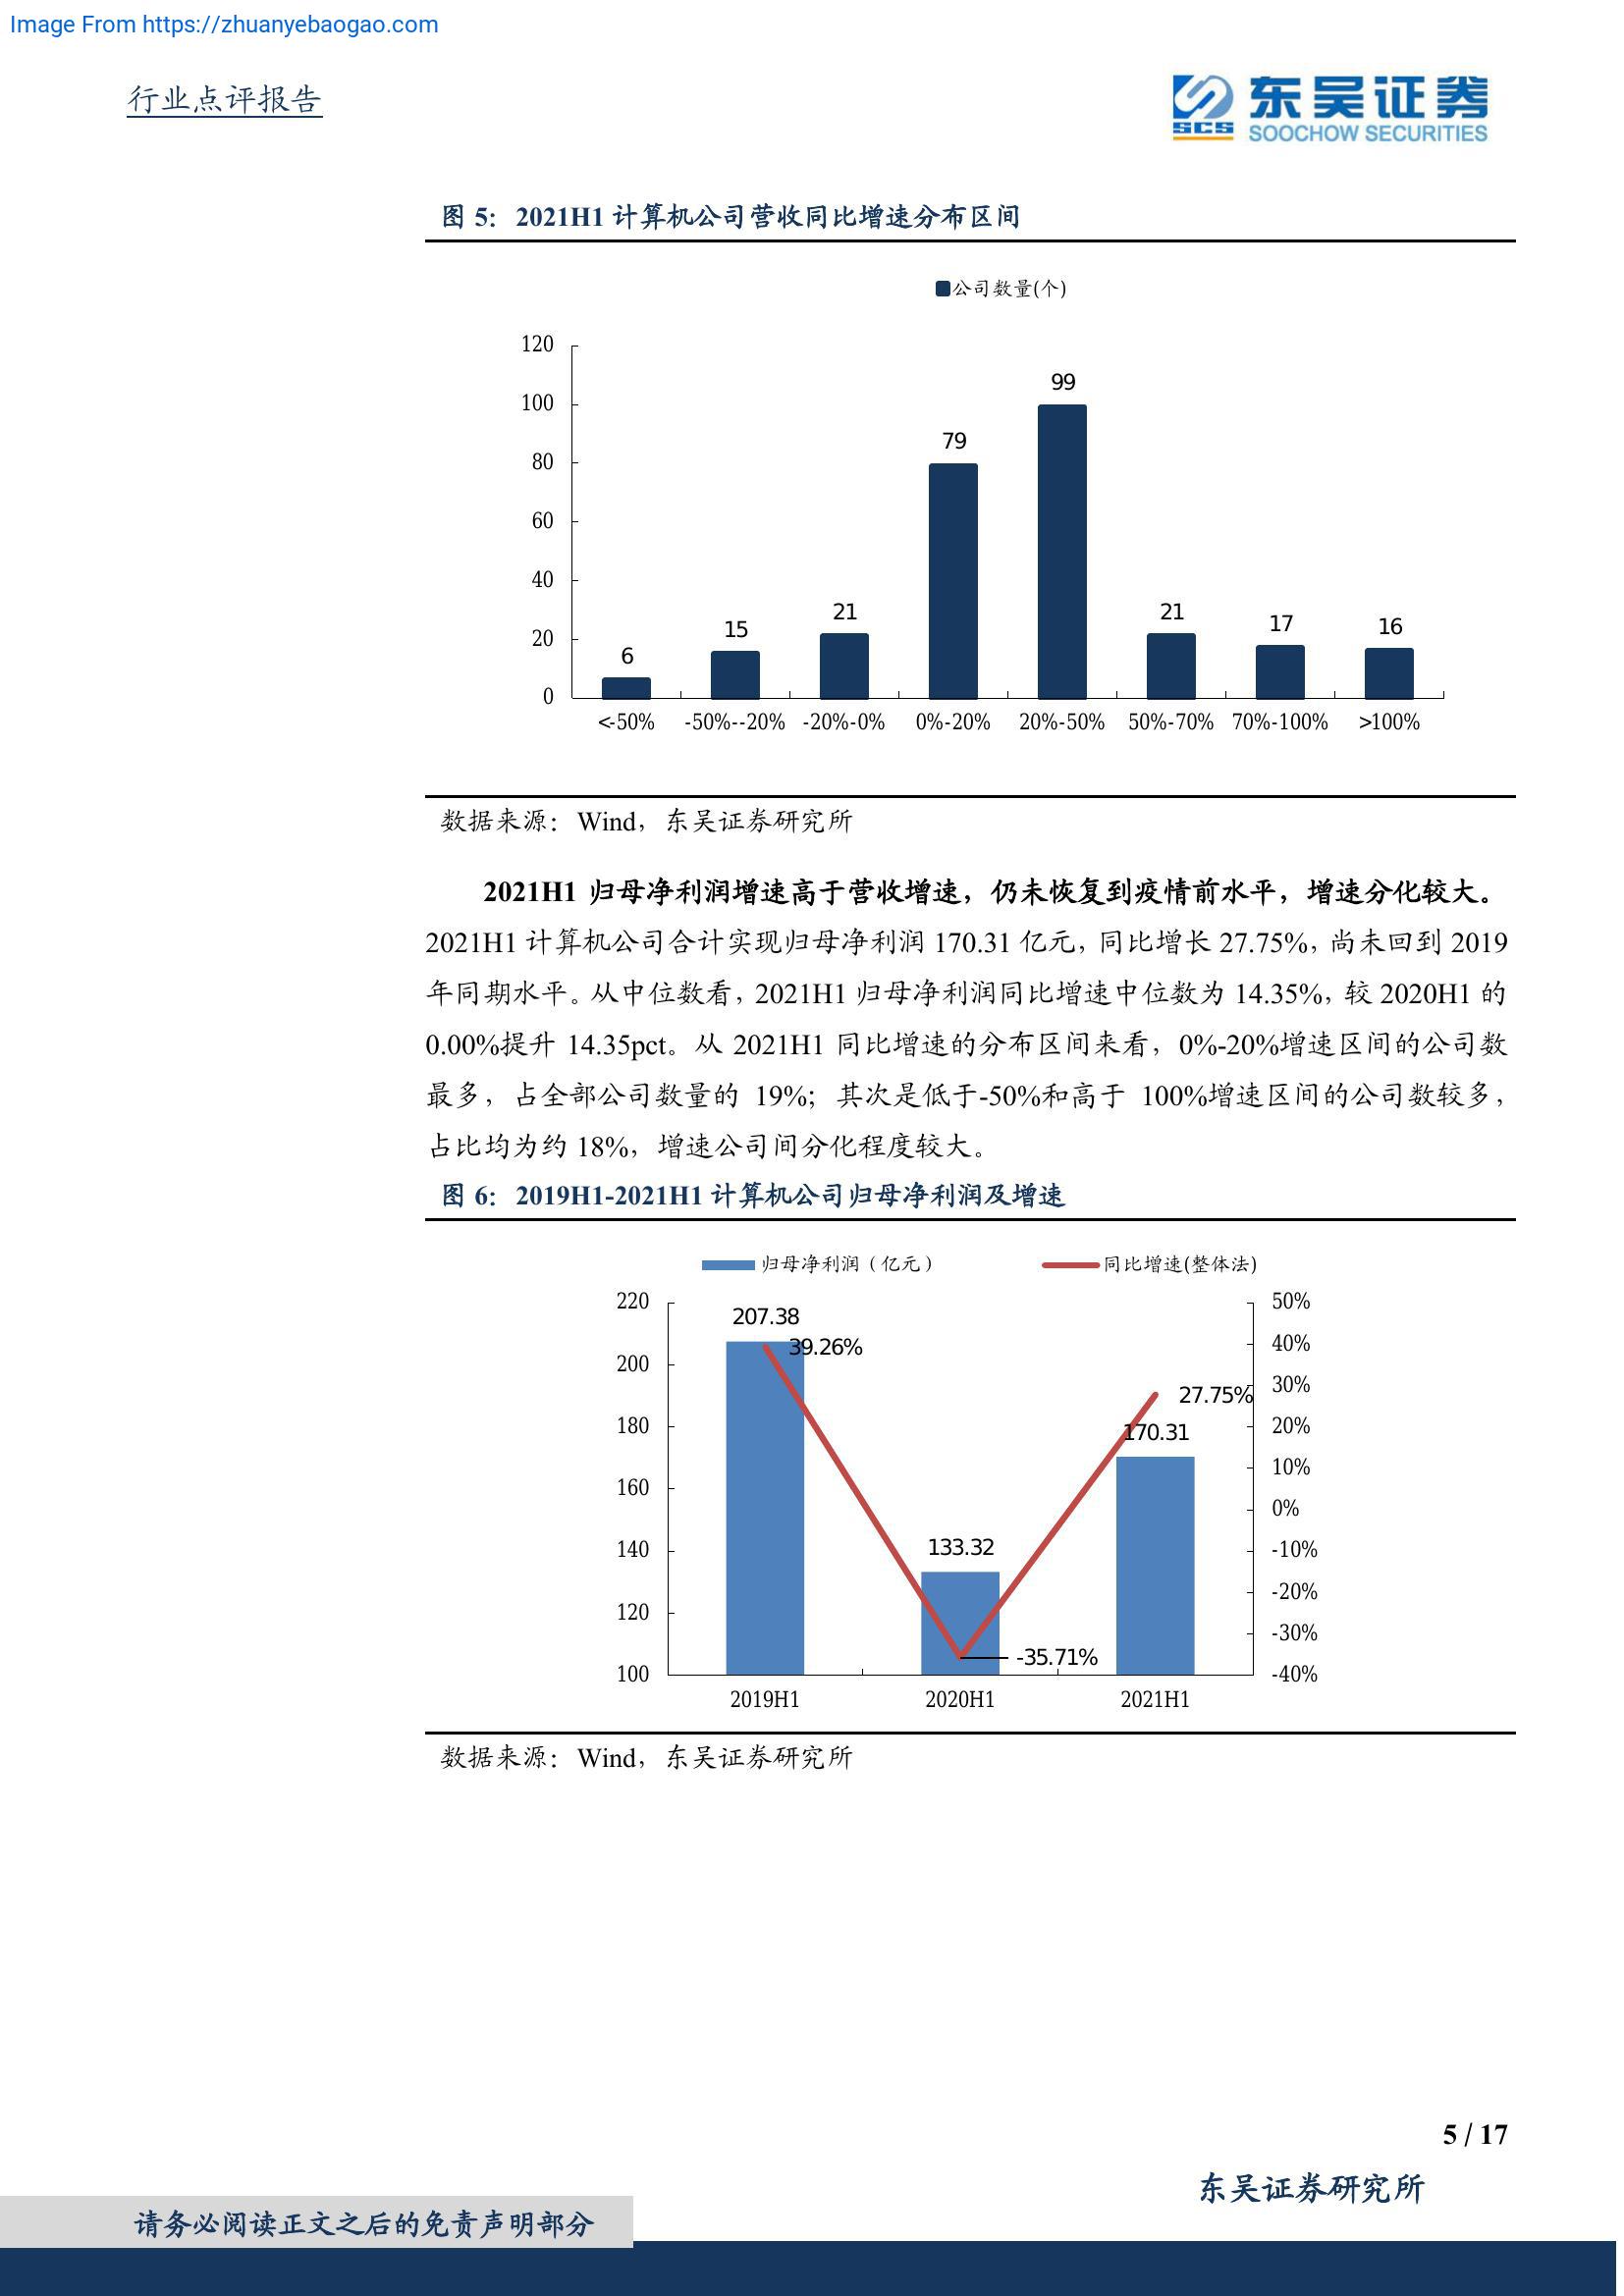 Image From https://zhuanyebaogao.com
行业点评报告
SCS 东吴证券
SOOCHOW SECURITIES
图 5： 2021H1 计算机公司营收同比增速分布区间
公司数量(个)
120
100
80
60
40
20
0
6
15
21
79
99
21
17
16
<-50% -50%--20% -20%-0% 0%-20% 20%-50% 50%-70% 70%-100% >100%
数据来源：Wind，东吴证券研究所
2021H1 归母净利润增速高于营收增速，仍未恢复到疫情前水平，增速分化较大。
2021H1 计算机公司合计实现归母净利润 170.31 亿元，同比增长 27.75%，尚未回到 2019
年同期水平。从中位数看，2021H1 归母净利润同比增速中位数为 14.35%，较 2020H1 的
0.00%提升 14.35pct。从 2021H1 同比增速的分布区间来看，0%-20%增速区间的公司数
最多，占全部公司数量的 19%；其次是低于-50%和高于 100%增速区间的公司数较多，
占比均为约 18%，增速公司间分化程度较大。
图 6： 2019H1-2021H1 计算机公司归母净利润及增速
归母净利润（亿元） 同比增速(整体法)
220
200
180
160
140
120
100
207.38
39.26%
133.32
-35.71%
27.75%
170.31
50%
40%
30%
20%
10%
0%
-10%
-20%
-30%
-40%
2019H1 2020H1 2021H1
数据来源：Wind，东吴证券研究所
5 / 17
东吴证券研究所
请务必阅读正文之后的免责声明部分